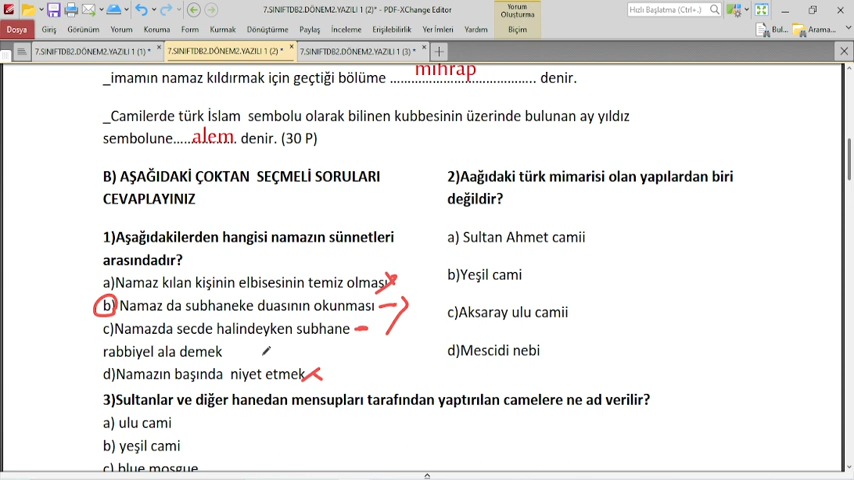 7.SINIFTDB2.DÖNEM2.YAZILI 1 (2)* - PDF-XChange Editor
Yorum Oluşturma
Hızlı Başlatma (Ctrl+.)
Dosya Giriş Görünüm Yorum Koruma Yer İmi Form Düzenleme Dönüştürme Paylaş İnceleme Erişilebilirlik Yer İmleri Yardım Biçim Bul... Arama...
7.SINIFTDB2.DÖNEM2.YAZILI 1 (1) *
7.SINIFTDB2.DÖNEM2.YAZILI 1 (2) *
7.SINIFTDB2.DÖNEM2.YAZILI 1 (3) *
_imamın namaz kıldırmak için geçtiği bölüme ……mihrap…… denir.
_Camilerde türk İslam sembolu olarak bilinen kubbesinin üzerinde bulunan ay yıldız
sembolune……alem…… denir. (30 P)
B) AŞAĞIDAKİ ÇOKTAN SEÇMELİ SORULARI
CEVAPLAYINIZ
1)Aşağıdakilerden hangisi namazın sünnetleri
arasındadır?
a)Namaz kılan kişinin elbisesinin temiz olması
b) Namaz da subhaneke duasının okunması
c)Namazda secde halindeyken subhane
rabbiyel ala demek
d)Namazın başında niyet etmek
2)Aağıdaki türk mimarisi olan yapılardan biri
değildir?
a) Sultan Ahmet camii
b)Yeşil cami
c)Aksaray ulu camii
d)Mescidi nebi
3)Sultanlar ve diğer hanedan mensupları tarafından yaptırılan camelere ne ad verilir?
a) ulu cami
b) yeşil cami
c) blue mosque